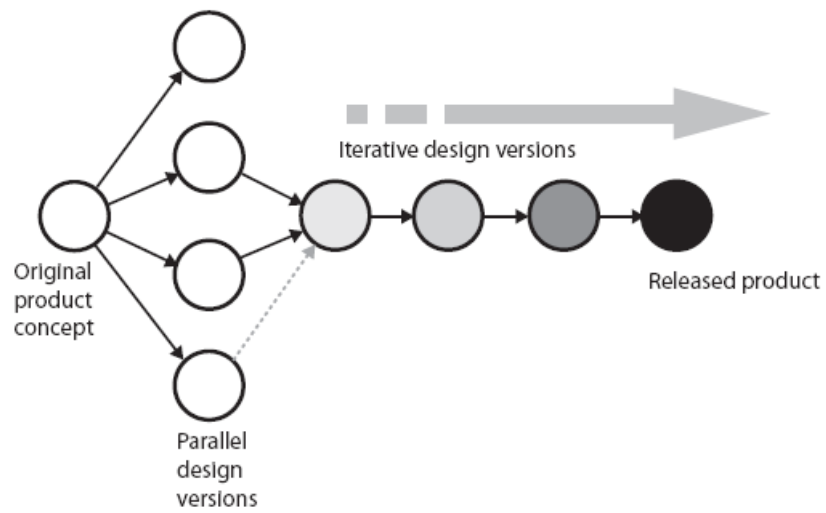 Iterative design versions
Original
product
concept
Released product
Parallel
design
versions